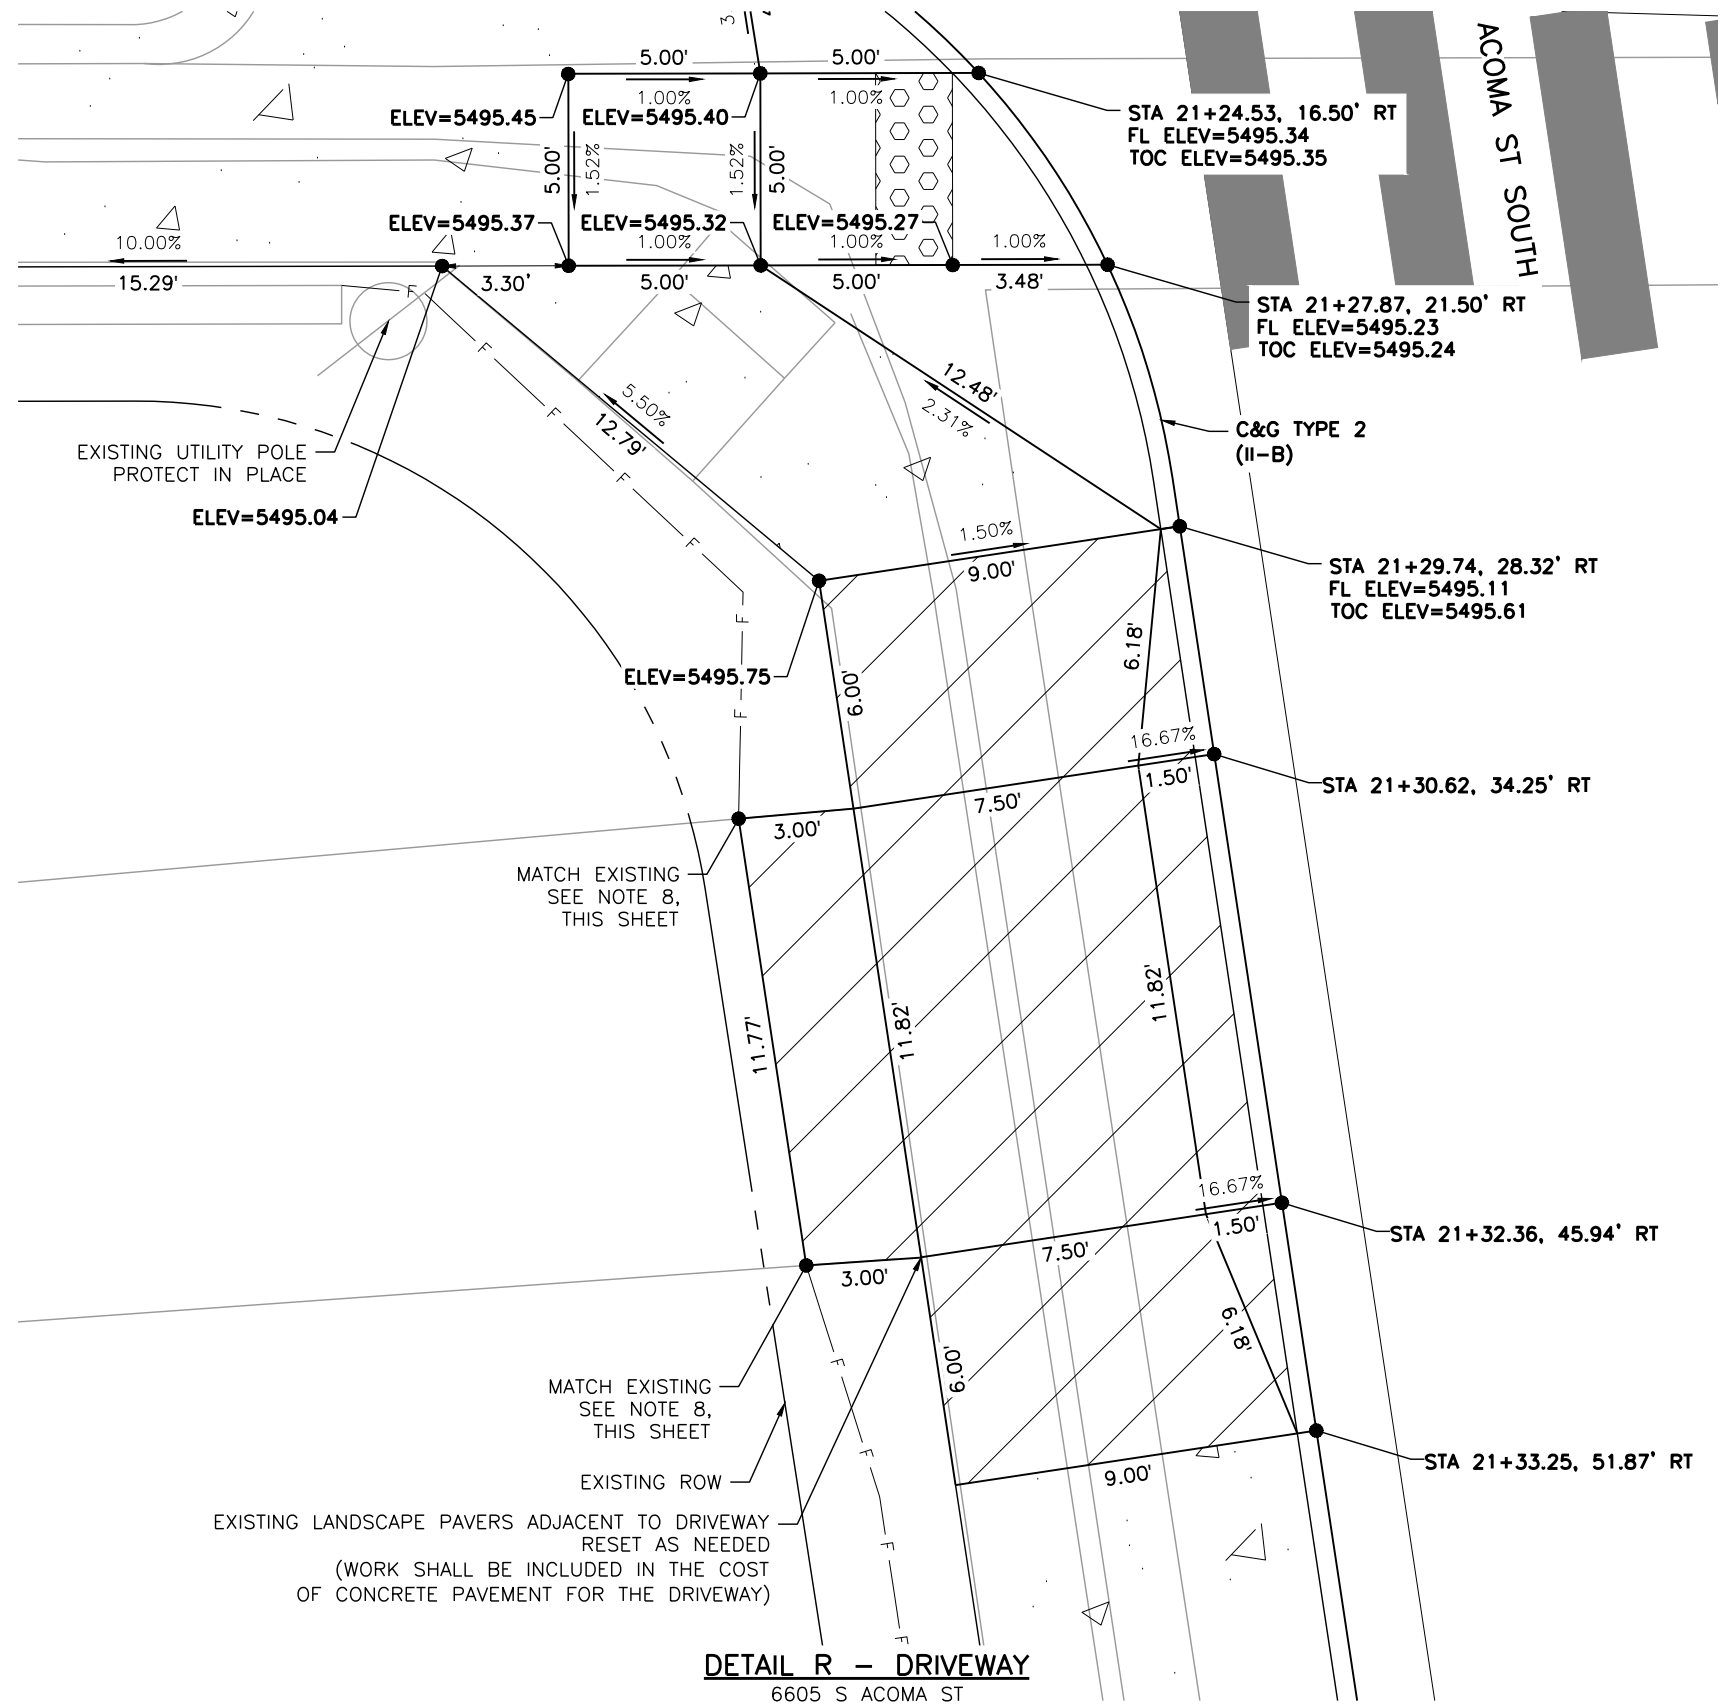 3
5.00'
5.00'
1.00%
1.00%
ELEV=5495.45
ELEV=5495.40
STA 21+24.53, 16.50' RT
FL ELEV=5495.34
TOC ELEV=5495.35
ACOMA ST SOUTH
5.00'
1.52%
1.52%
5.00'
ELEV=5495.37
ELEV=5495.32
ELEV=5495.27
10.00%
1.00%
1.00%
1.00%
15.29'
3.30'
5.00'
5.00'
3.48'
F
STA 21+27.87, 21.50' RT
FL ELEV=5495.23
TOC ELEV=5495.24
F
12.48'
2.31%
5.50%
12.79'
F
C&G TYPE 2
(II-B)
EXISTING UTILITY POLE
PROTECT IN PLACE
F
ELEV=5495.04
F
1.50%
9.00'
STA 21+29.74, 28.32' RT
FL ELEV=5495.11
TOC ELEV=5495.61
F
6.18'
ELEV=5495.75
6.00'
F
16.67%
1.50'
STA 21+30.62, 34.25' RT
7.50'
3.00'
MATCH EXISTING
SEE NOTE 8,
THIS SHEET
11.82'
11.77'
11.82'
16.67%
1.50'
STA 21+32.36, 45.94' RT
7.50'
3.00'
6.18'
F
6.00'
MATCH EXISTING
SEE NOTE 8,
THIS SHEET
F
STA 21+33.25, 51.87' RT
9.00'
EXISTING ROW
EXISTING LANDSCAPE PAVERS ADJACENT TO DRIVEWAY
RESET AS NEEDED
(WORK SHALL BE INCLUDED IN THE COST
OF CONCRETE PAVEMENT FOR THE DRIVEWAY)
F
F
DETAIL R – DRIVEWAY
6605 S ACOMA ST